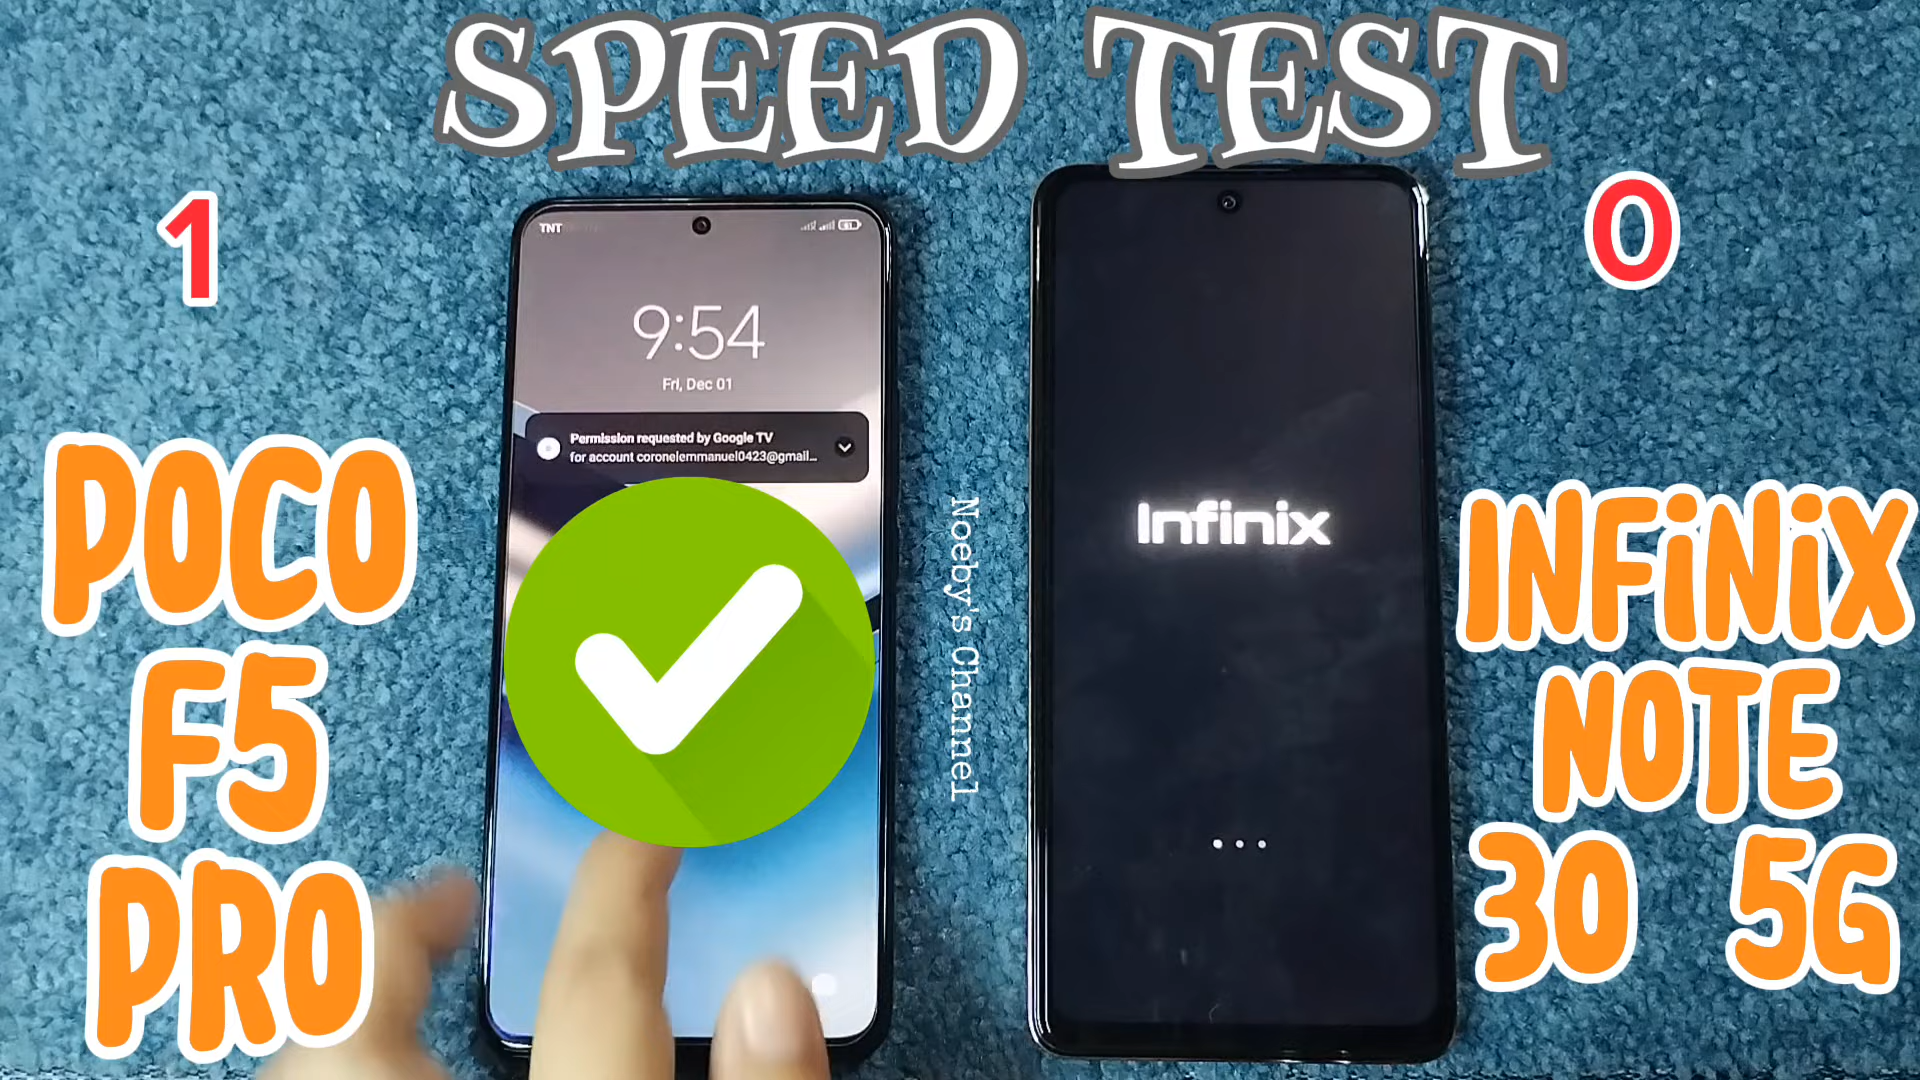 SPEED TEST
1
0
TNT
9:54
Fri, Dec 01
Permission requested by Google TV
for account coronelemmanuel0423@gmail...
Infinix
Noeby's Channel
POCO
F5
PRO
INFiNiX
NOTE
30 5G